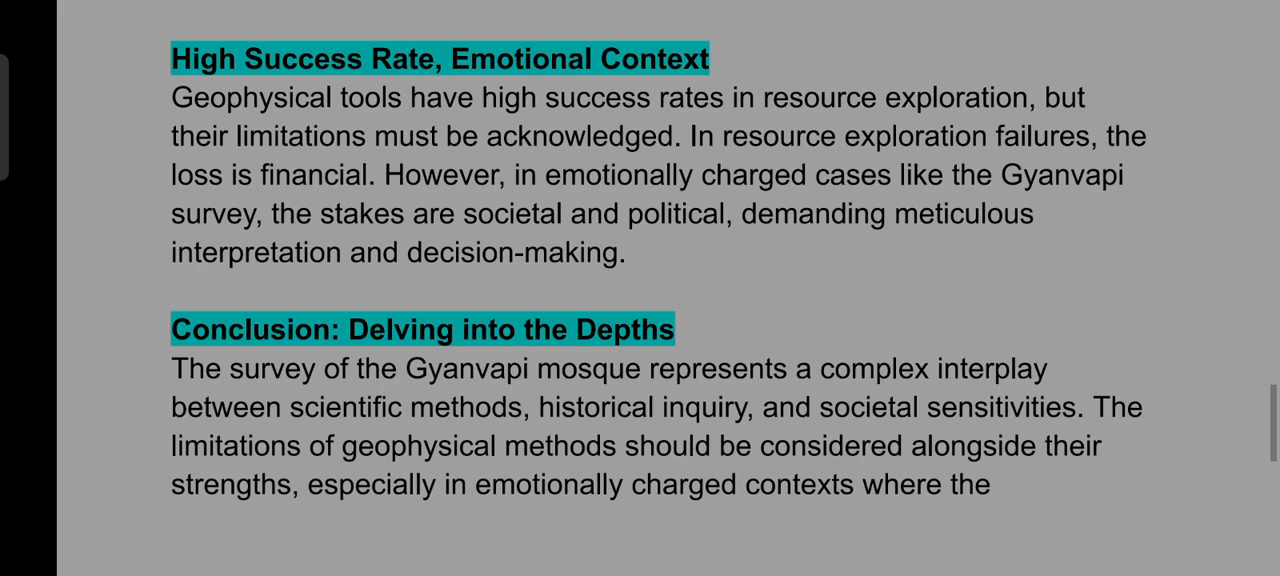 High Success Rate, Emotional Context
Geophysical tools have high success rates in resource exploration, but
their limitations must be acknowledged. In resource exploration failures, the
loss is financial. However, in emotionally charged cases like the Gyanvapi
survey, the stakes are societal and political, demanding meticulous
interpretation and decision-making.
Conclusion: Delving into the Depths
The survey of the Gyanvapi mosque represents a complex interplay
between scientific methods, historical inquiry, and societal sensitivities. The
limitations of geophysical methods should be considered alongside their
strengths, especially in emotionally charged contexts where the